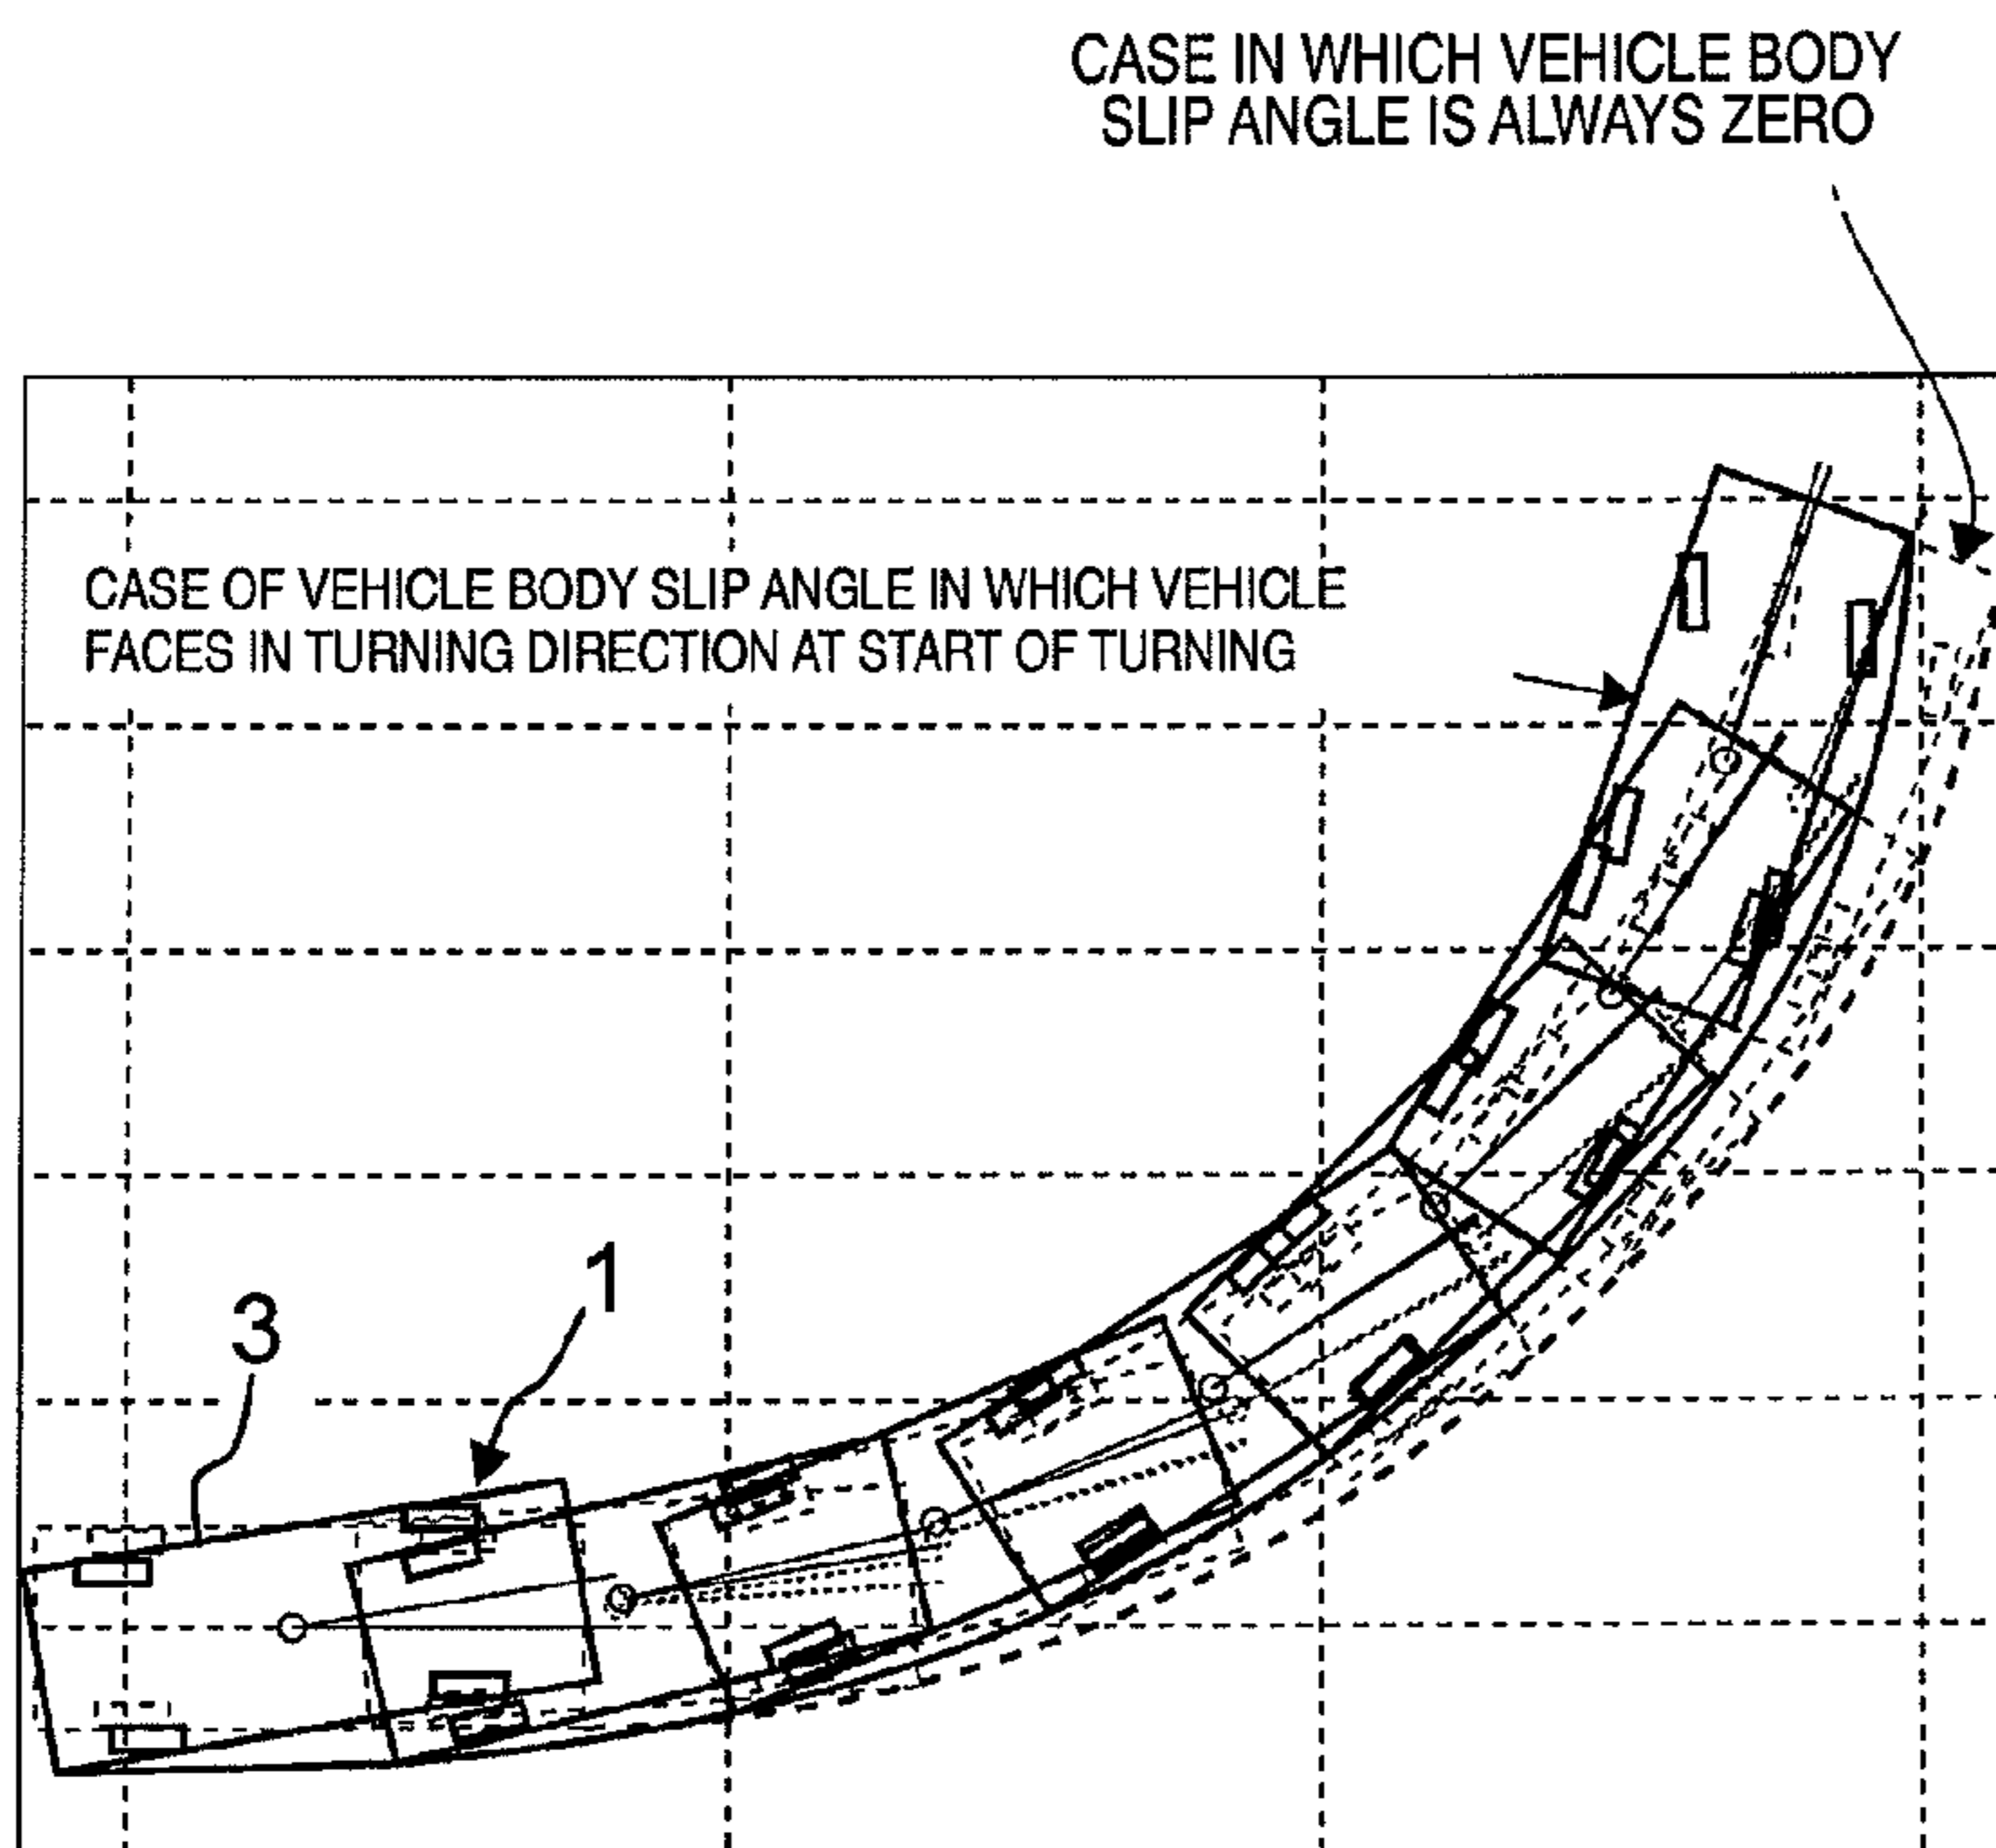 CASE IN WHICH VEHICLE BODY
SLIP ANGLE IS ALWAYS ZERO
CASE OF VEHICLE BODY SLIP ANGLE IN WHICH VEHICLE
FACES IN TURNING DIRECTION AT START OF TURNING
1
3